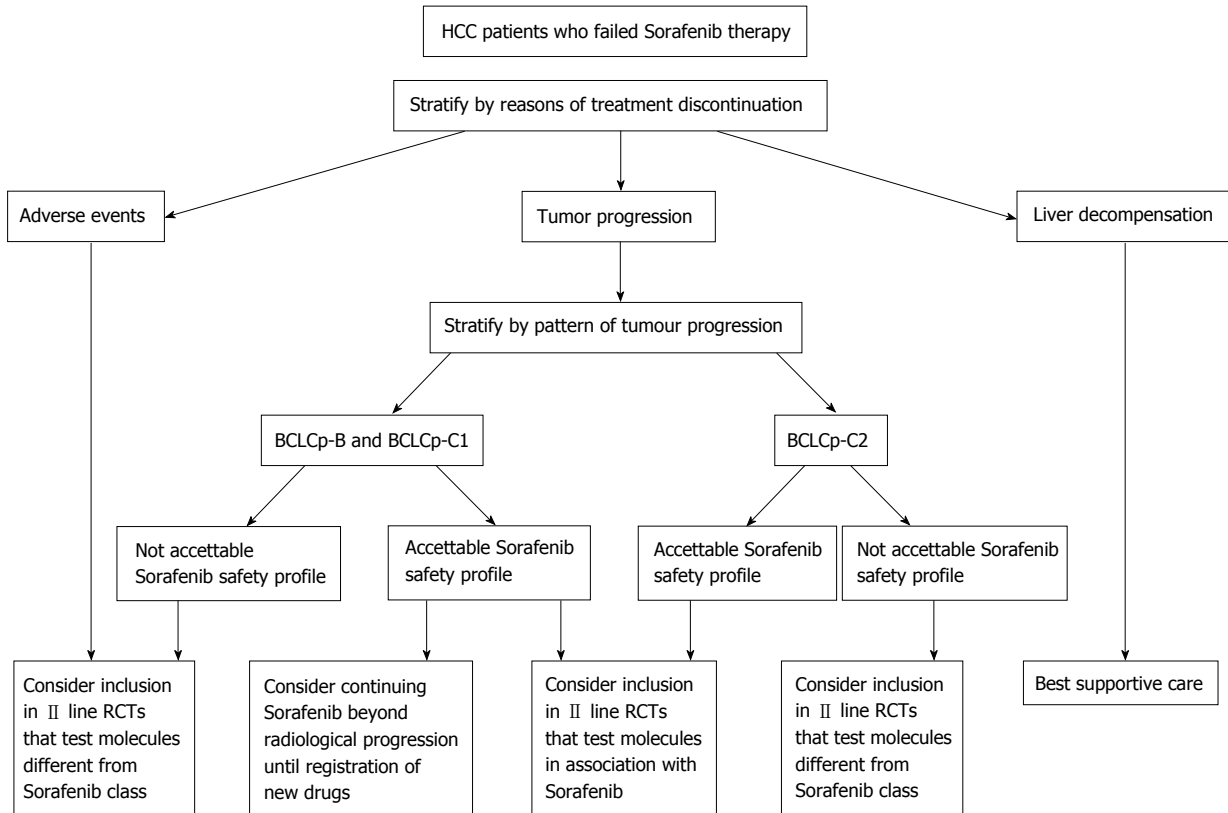 HCC patients who failed Sorafenib therapy
Stratify by reasons of treatment discontinuation
Adverse events
Tumor progression
Liver decompensation
Stratify by pattern of tumour progression
BCLCp-B and BCLCp-C1
BCLCp-C2
Not accettable
Sorafenib safety profile
Accettable Sorafenib
safety profile
Accettable Sorafenib
safety profile
Not accettable Sorafenib
safety profile
Consider inclusion
in Ⅱ line RCTs
that test molecules
different from
Sorafenib class
Consider continuing
Sorafenib beyond
radiological progression
until registration of
new drugs
Consider inclusion
in Ⅱ line RCTs
that test molecules
in association with
Sorafenib
Consider inclusion
in Ⅱ line RCTs
that test molecules
different from
Sorafenib class
Best supportive care